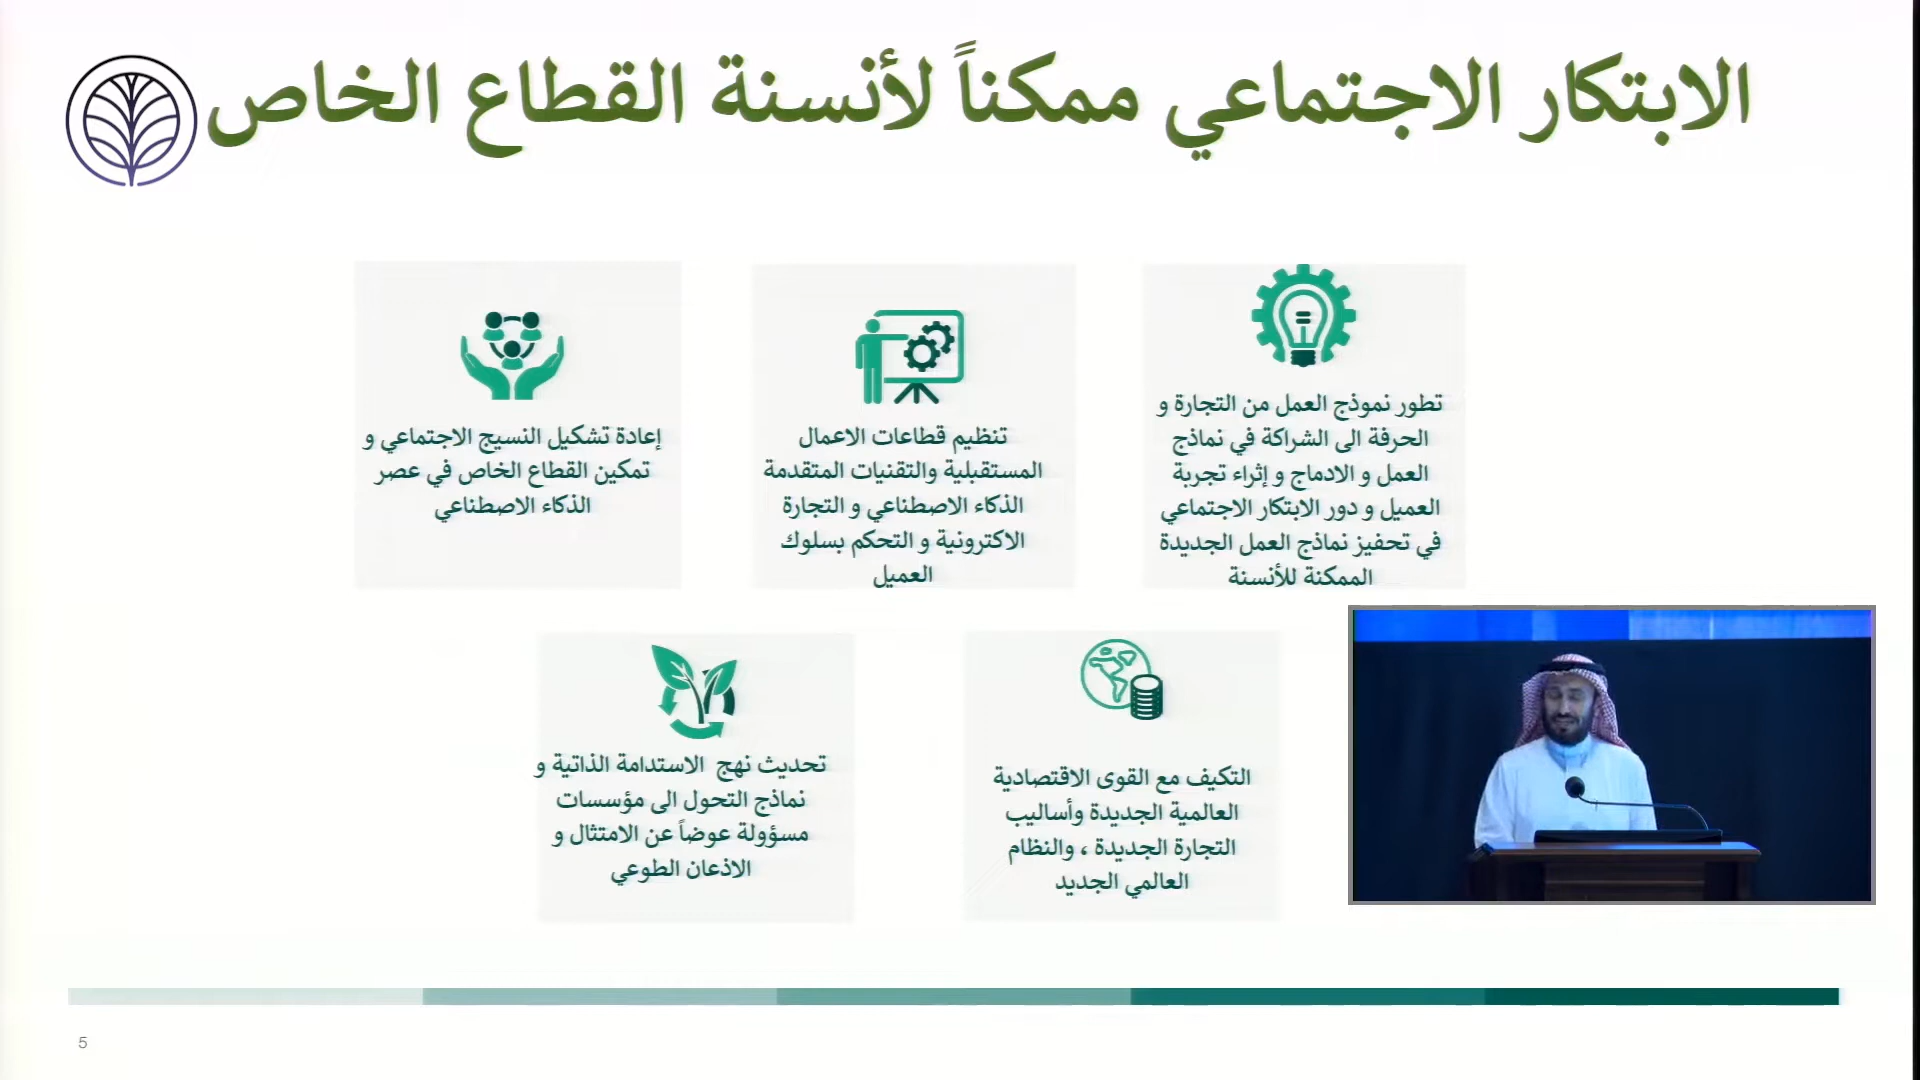 الابتكار الاجتماعي ممكناً لأنسنة القطاع الخاص
تطور نموذج العمل من التجارة و
الحرفة الى الشراكة في نماذج
العمل و الادماج و إثراء تجربة
العميل و دور الابتكار الاجتماعي
في تحفيز نماذج العمل الجديدة
الممكنة للأنسنة
تنظيم قطاعات الاعمال
المستقبلية والتقنيات المتقدمة
الذكاء الاصطناعي و التجارة
الاكترونية و التحكم بسلوك
العميل
إعادة تشكيل النسيج الاجتماعي و
تمكين القطاع الخاص في عصر
الذكاء الاصطناعي
التكيف مع القوى الاقتصادية
العالمية الجديدة وأساليب
التجارة الجديدة ، والنظام
العالمي الجديد
تحديث نهج الاستدامة الذاتية و
نماذج التحول الى مؤسسات
مسؤولة عوضاً عن الامتثال و
الاذعان الطوعي
5